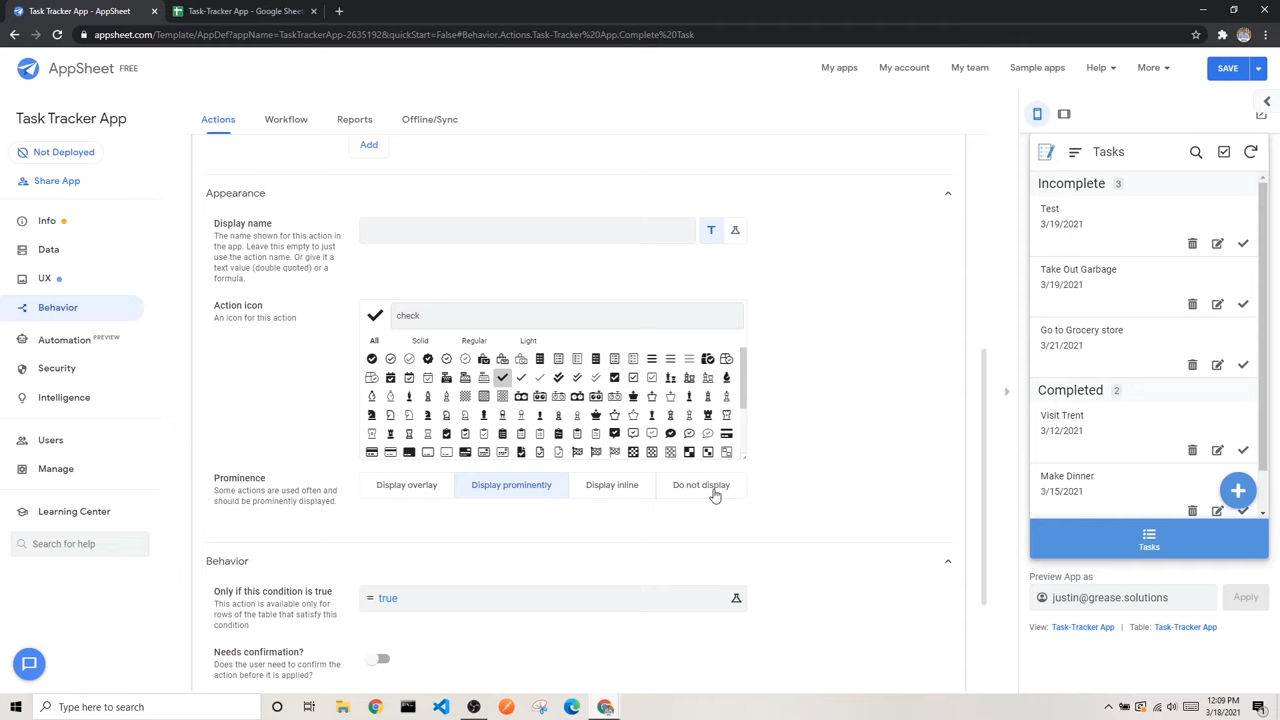 Task Tracker App - AppSheet
Task-Tracker App - Google Sheet
appsheet.com/Template/AppDef?appName=TaskTrackerApp-2635192&quickStart=False#Behavior.Actions.Task-Tracker%20App.Complete%20Task
AppSheet FREE
My apps
My account
My team
Sample apps
Help
More
SAVE
Task Tracker App
Not Deployed
Share App
Info
Data
UX
Behavior
Automation PREVIEW
Security
Intelligence
Users
Manage
Learning Center
Search for help
Actions
Workflow
Reports
Offline/Sync
Add
Appearance
Display name
The name shown for this action in
the app. Leave this empty to just
use the action name. Or give it a
text value (double quoted) or a
formula.
T
Action icon
An icon for this action
check
All
Solid
Regular
Light
Prominence
Some actions are used often and
should be prominently displayed.
Display overlay
Display prominently
Display inline
Do not display
Behavior
Only if this condition is true
This action is available only for
rows of the table that satisfy this
condition
= true
Needs confirmation?
Does the user need to confirm the
action before it is applied?
Tasks
Incomplete 3
Test
3/19/2021
Take Out Garbage
3/19/2021
Go to Grocery store
3/21/2021
Completed 2
Visit Trent
3/12/2021
Make Dinner
3/15/2021
Tasks
Preview App as
justin@grease.solutions
Apply
View: Task-Tracker App | Table: Task-Tracker App
Type here to search
12:09 PM
3/18/2021